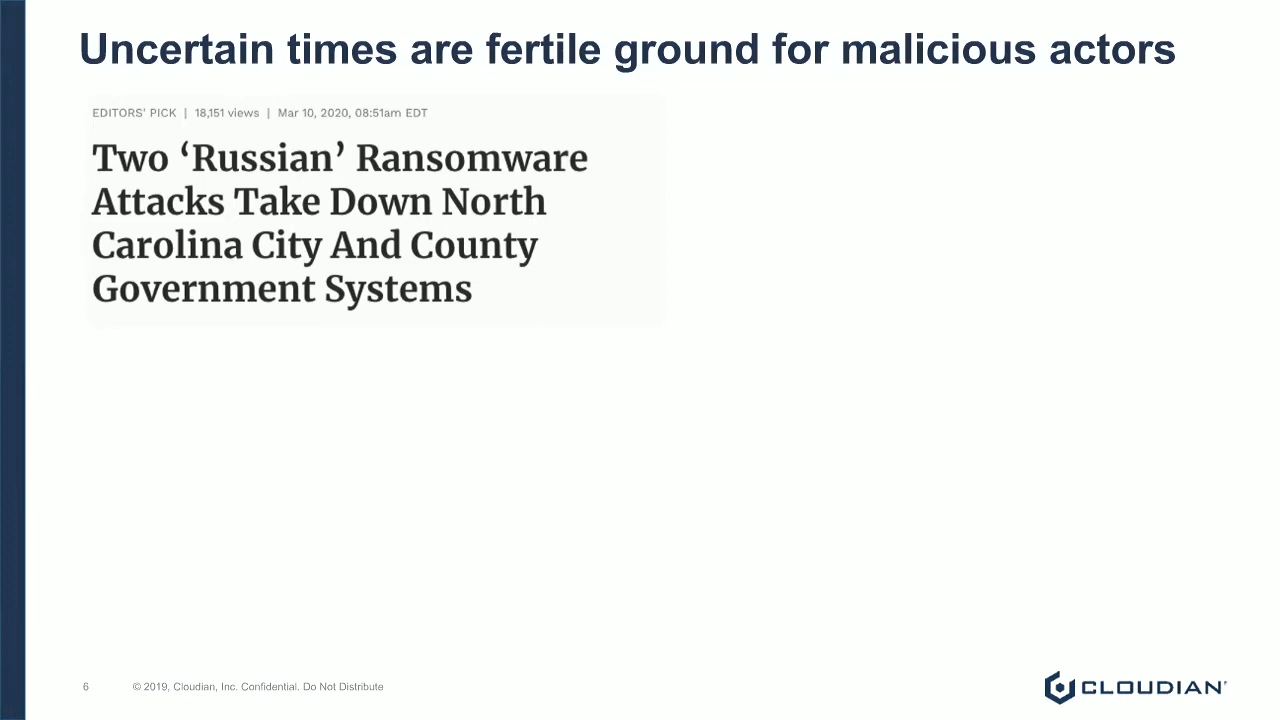 Uncertain times are fertile ground for malicious actors
EDITORS' PICK | 18,151 views | Mar 10, 2020, 08:51am EDT
Two ‘Russian’ Ransomware
Attacks Take Down North
Carolina City And County
Government Systems
6 © 2019, Cloudian, Inc. Confidential. Do Not Distribute
CLOUDIAN